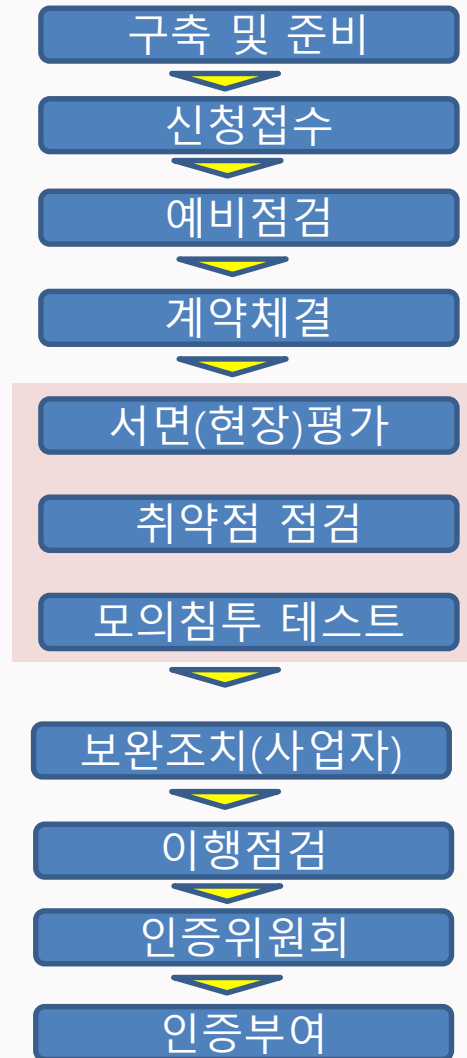 구축 및 준비
신청접수
예비점검
계약체결
서면(현장)평가
취약점 점검
모의침투 테스트
보완조치(사업자)
이행점검
인증위원회
인증부여